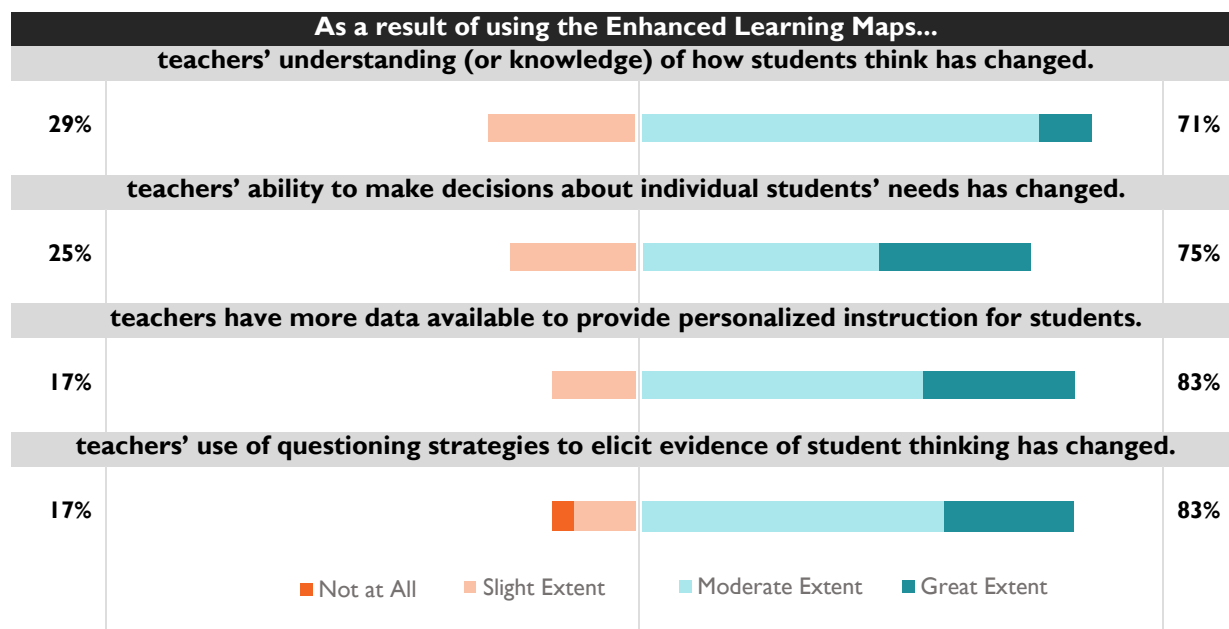 As a result of using the Enhanced Learning Maps...
teachers’ understanding (or knowledge) of how students think has changed.
29% 71%
teachers’ ability to make decisions about individual students’ needs has changed.
25% 75%
teachers have more data available to provide personalized instruction for students.
17% 83%
teachers’ use of questioning strategies to elicit evidence of student thinking has changed.
17% 83%
Not at All Slight Extent Moderate Extent Great Extent